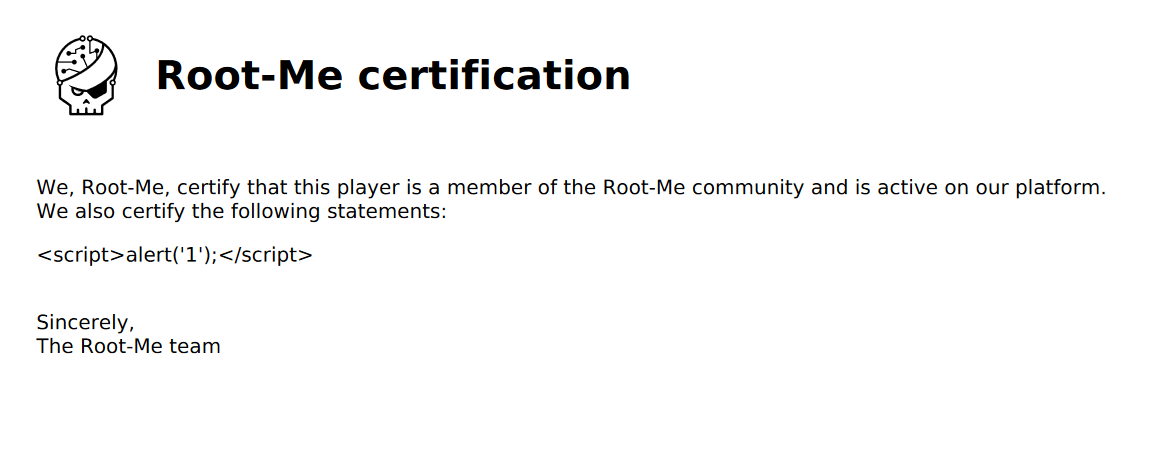 Root-Me certification
We, Root-Me, certify that this player is a member of the Root-Me community and is active on our platform.
We also certify the following statements:
<script>alert('1');</script>
Sincerely,
The Root-Me team